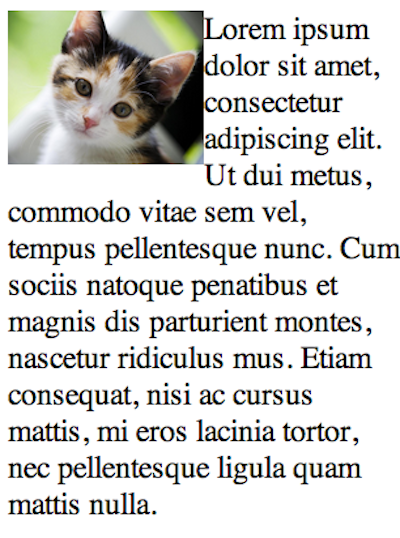 Lorem ipsum
dolor sit amet,
consectetur
adipiscing elit.
Ut dui metus,
commodo vitae sem vel,
tempus pellentesque nunc. Cum
sociis natoque penatibus et
magnis dis parturient montes,
nascetur ridiculus mus. Etiam
consequat, nisi ac cursus
mattis, mi eros lacinia tortor,
nec pellentesque ligula quam
mattis nulla.